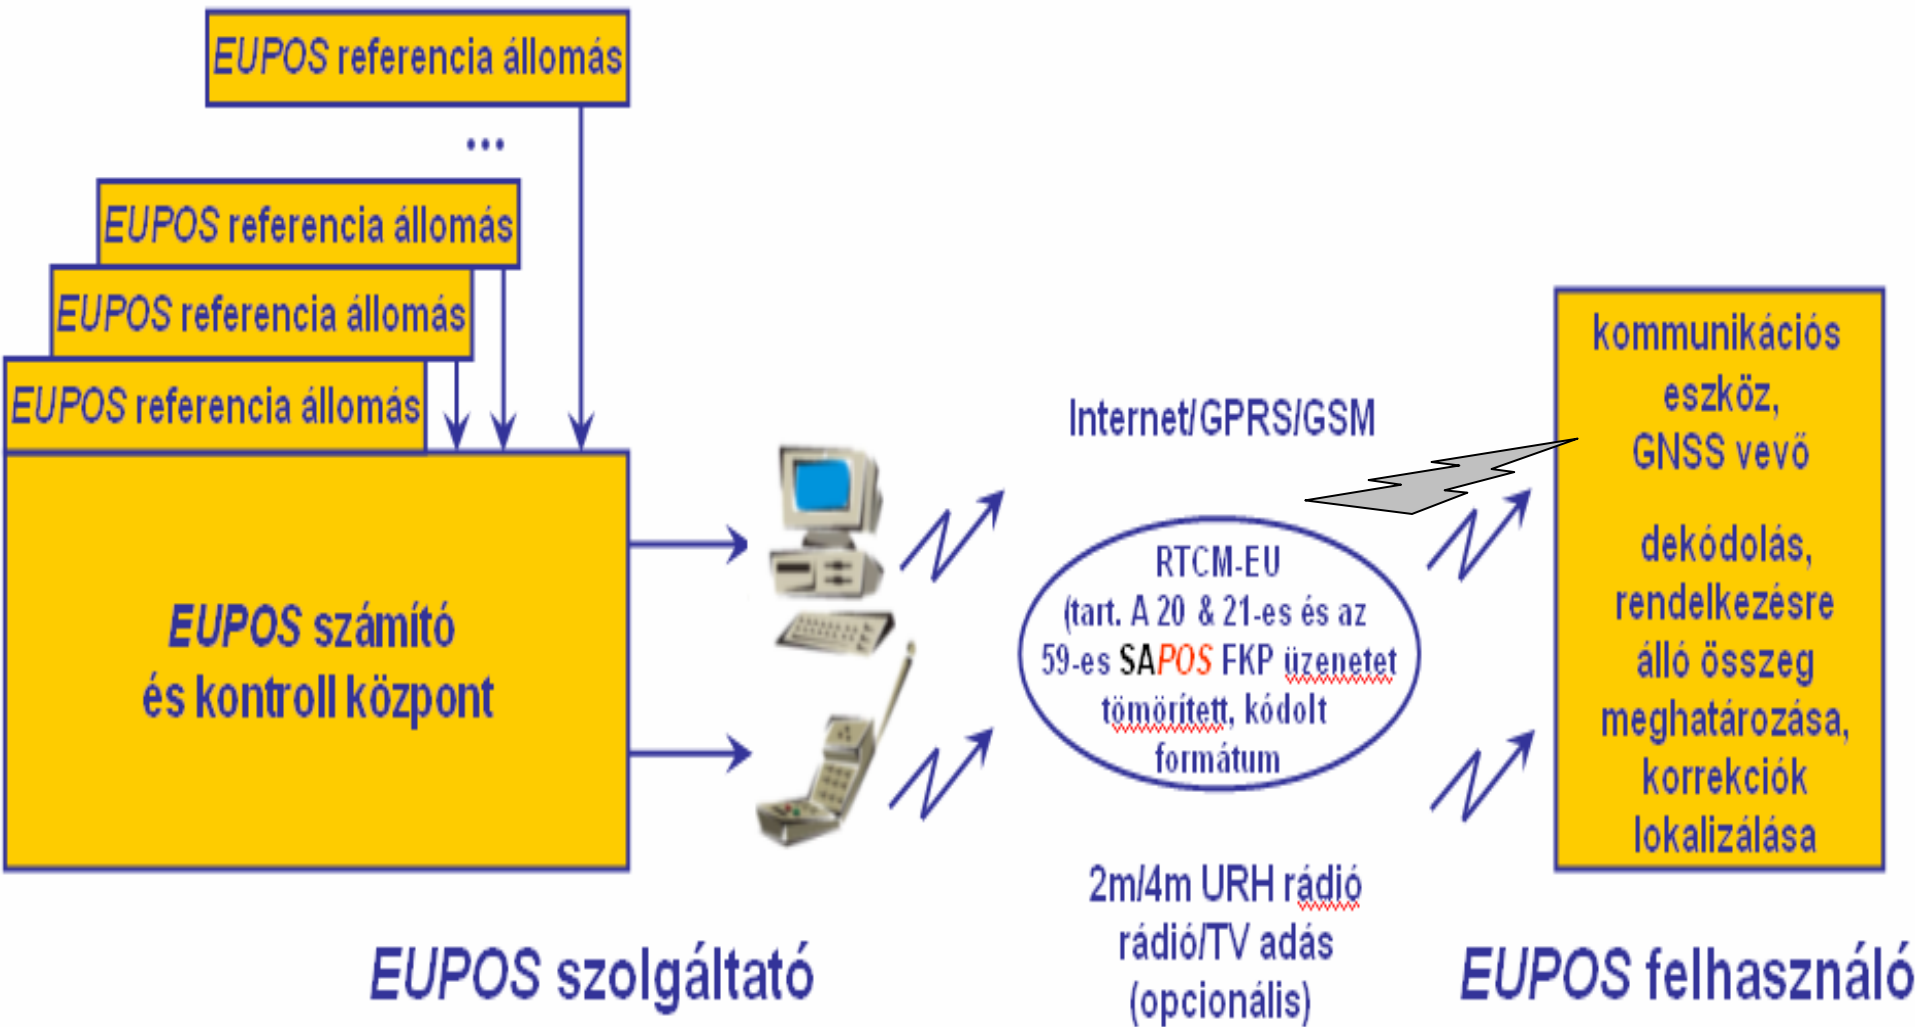 EUPOS referencia állomás
...
EUPOS referencia állomás
EUPOS referencia állomás
EUPOS referencia állomás
EUPOS számító
és kontroll központ
EUPOS szolgáltató
Internet/GPRS/GSM
RTCM-EU
(tart. A 20 & 21-es és az
59-es SAPOS FKP üzenetet
tömörített, kódolt
formátum
2m/4m URH rádió
rádió/TV adás
(opcionális)
kommunikációs
eszköz,
GNSS vevő
dekódolás,
rendelkezésre
álló összeg
meghatározása,
korrekciók
lokalizálása
EUPOS felhasználó